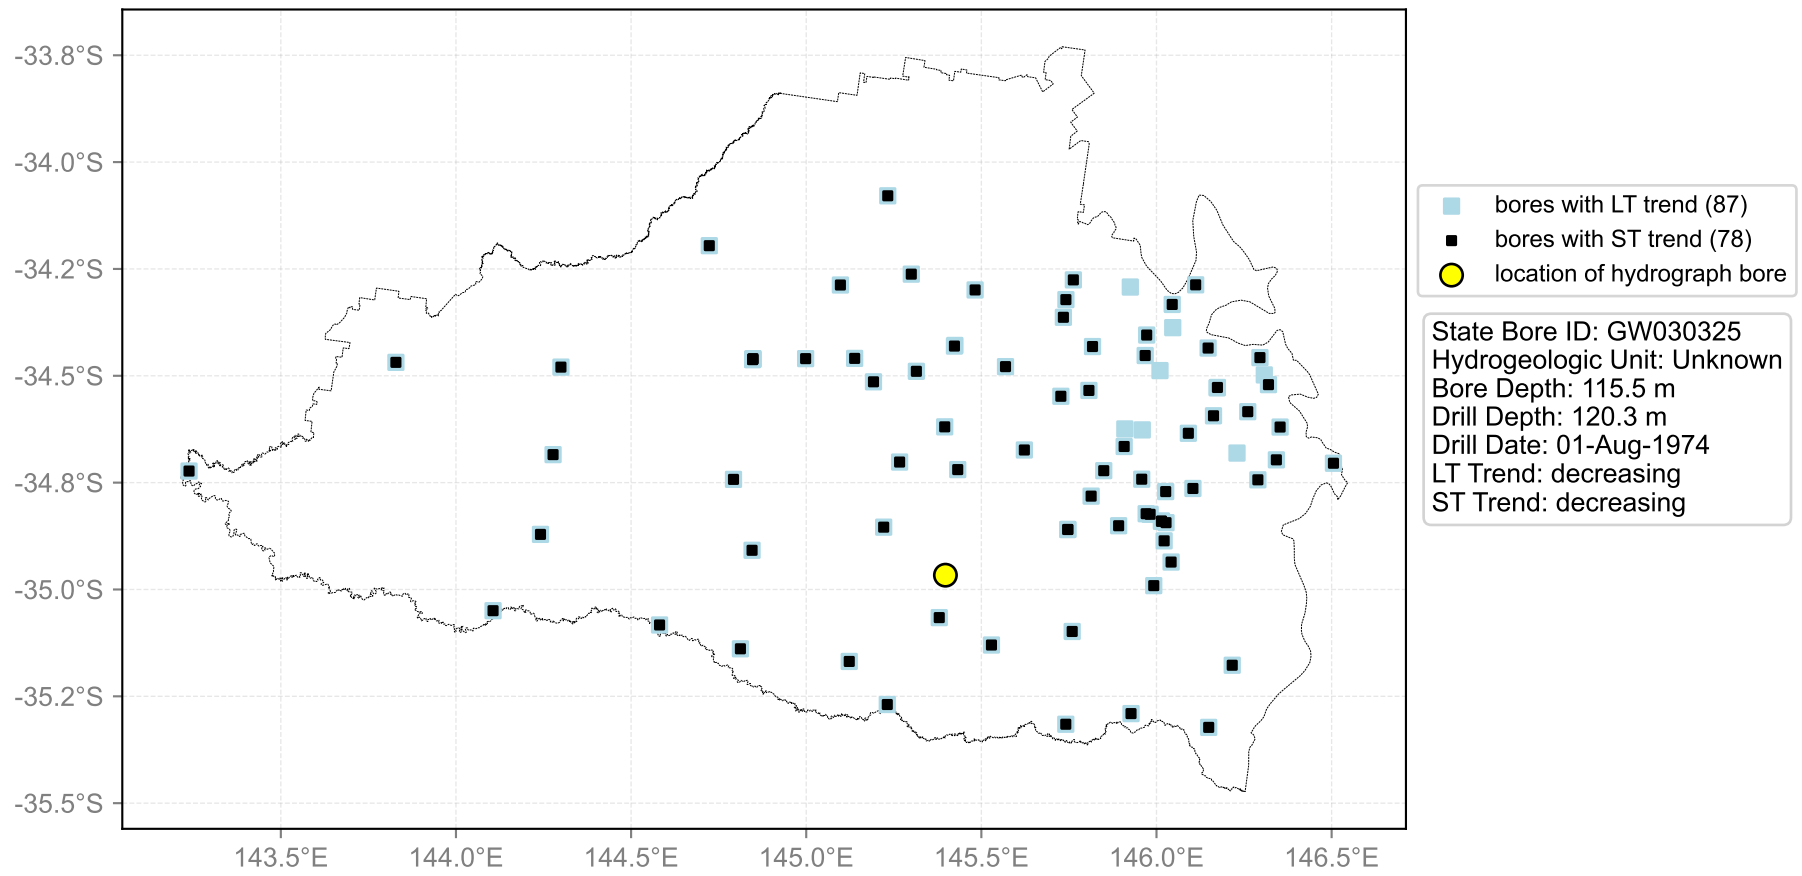 -33.8°S
-34.0°S
-34.2°S
-34.5°S
-34.8°S
-35.0°S
-35.2°S
-35.5°S
143.5°E
144.0°E
144.5°E
145.0°E
145.5°E
146.0°E
146.5°E
bores with LT trend (87)
bores with ST trend (78)
location of hydrograph bore
State Bore ID: GW030325
Hydrogeologic Unit: Unknown
Bore Depth: 115.5 m
Drill Depth: 120.3 m
Drill Date: 01-Aug-1974
LT Trend: decreasing
ST Trend: decreasing